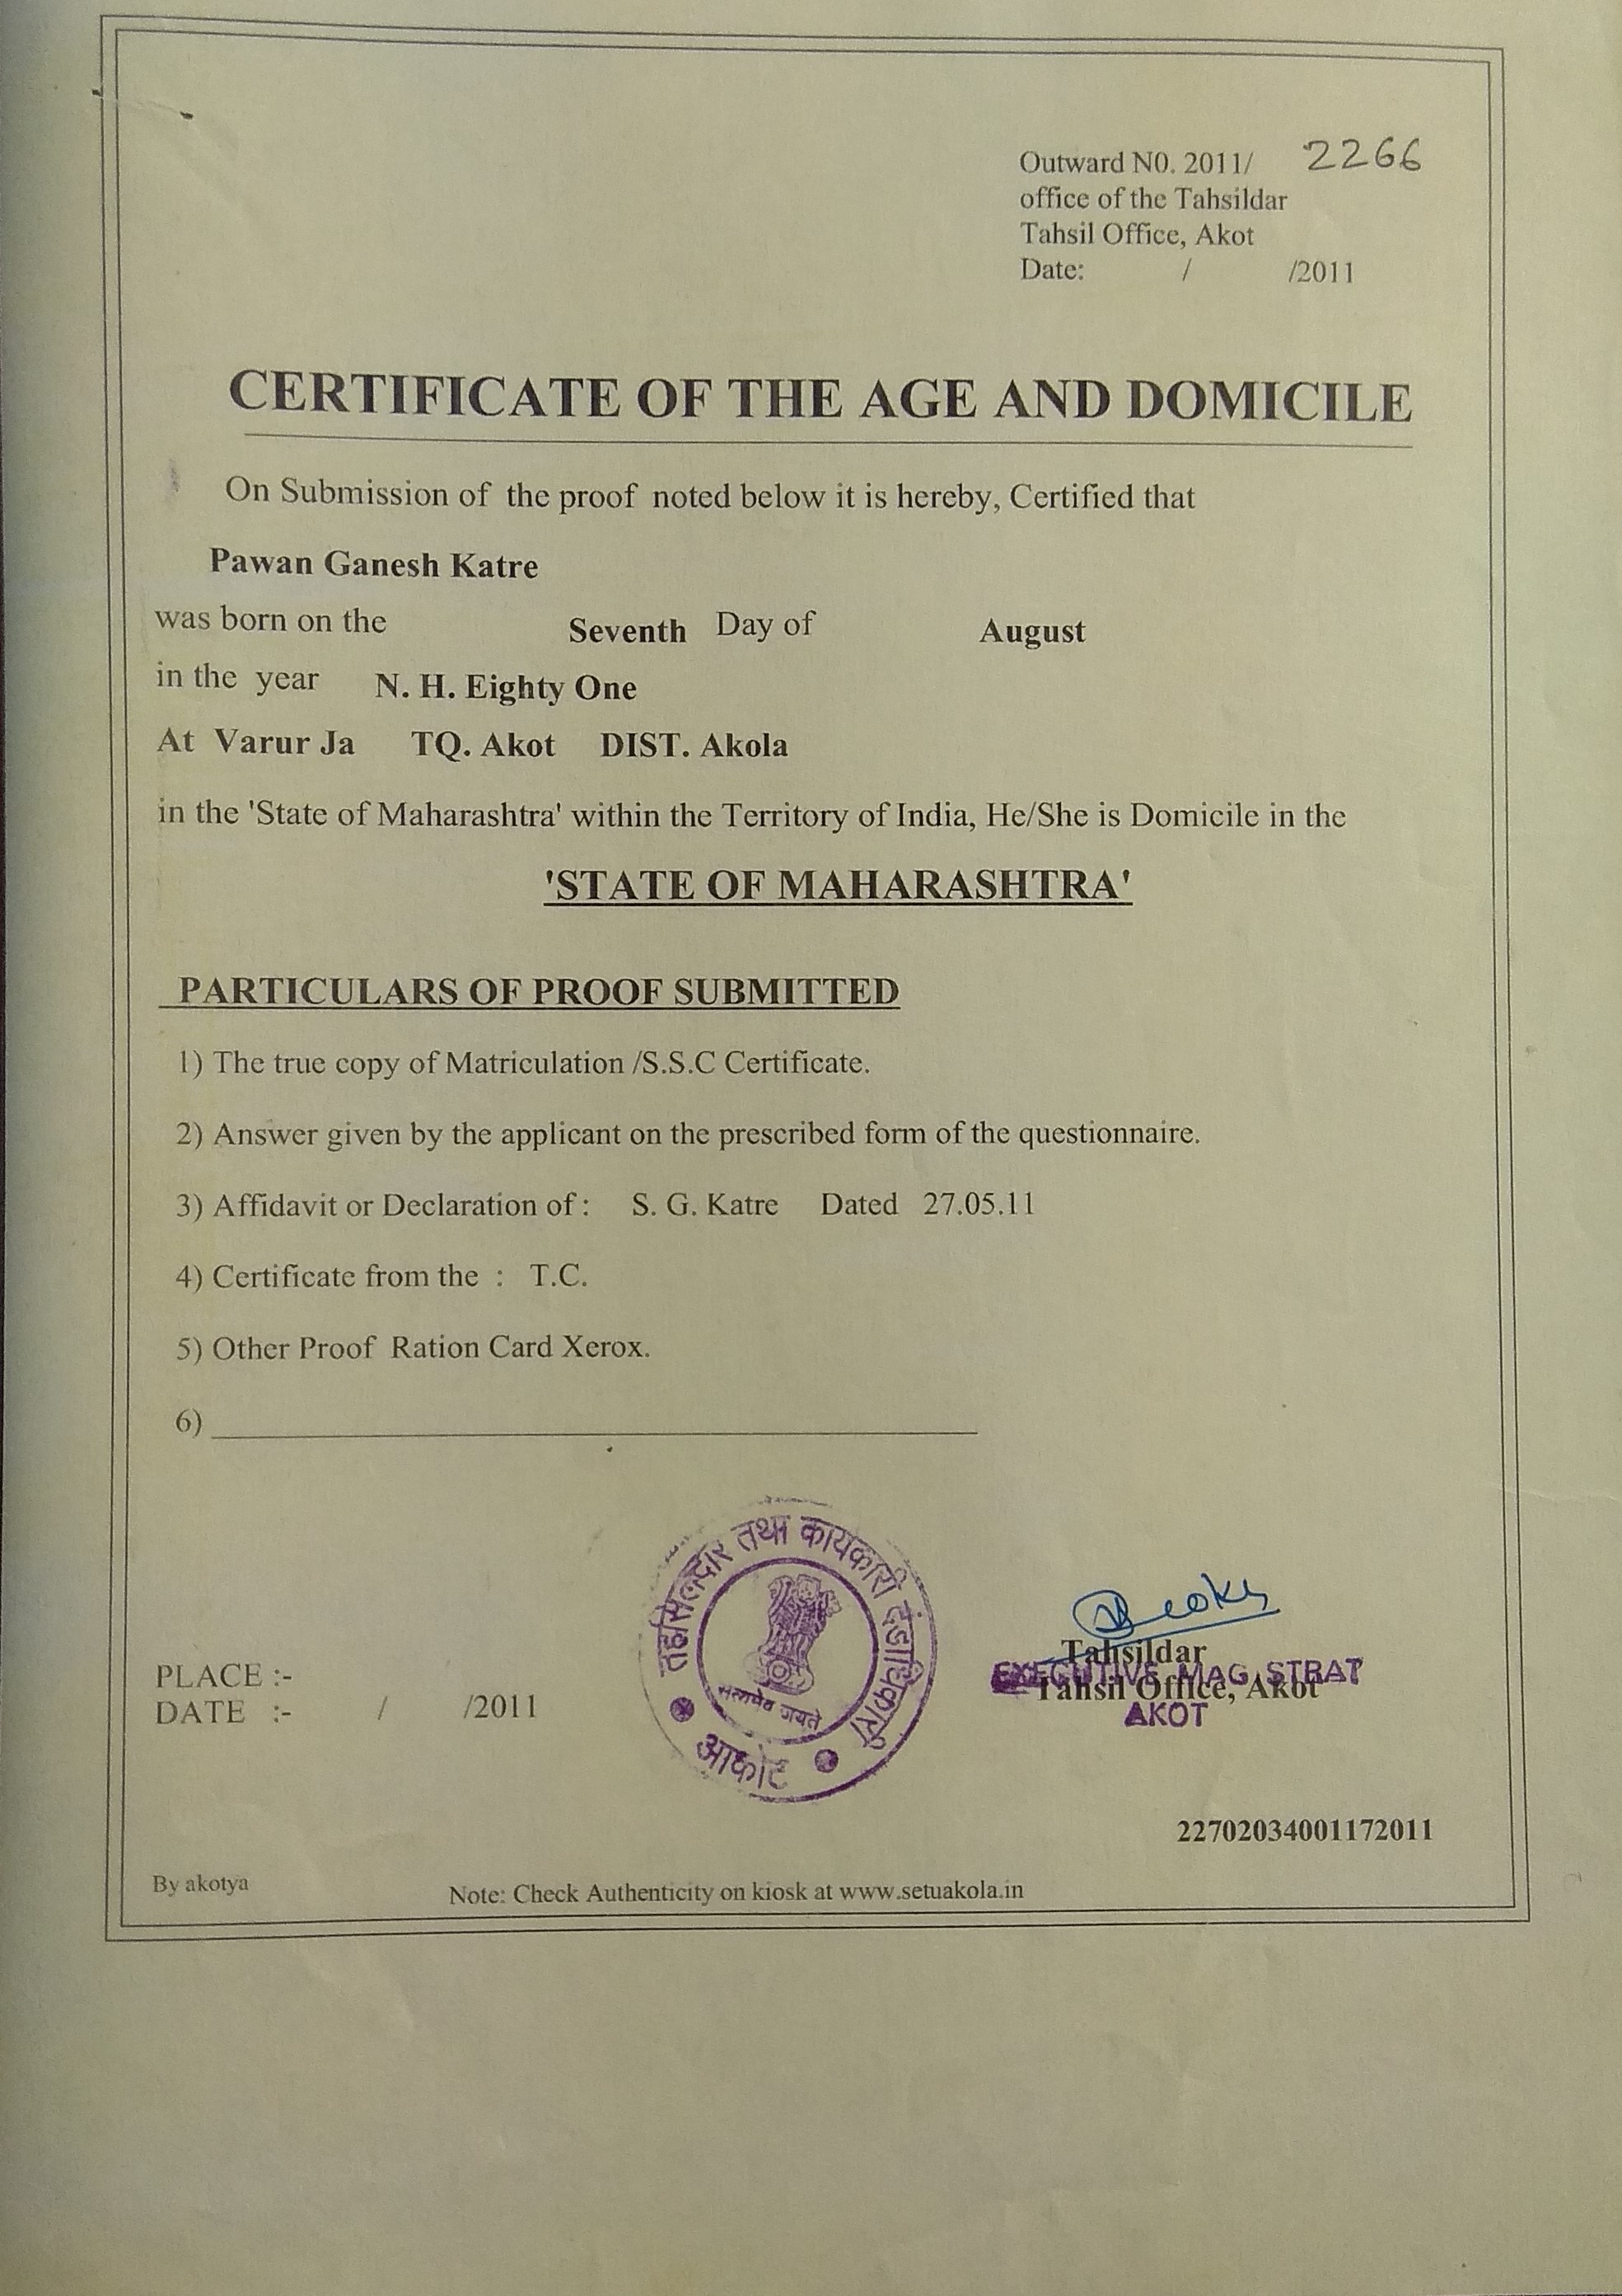 Outward N0. 2011/ 2266
office of the Tahsildar
Tahsil Office, Akot
Date: / /2011
CERTIFICATE OF THE AGE AND DOMICILE
On Submission of the proof noted below it is hereby, Certified that
Pawan Ganesh Katre
was born on the Seventh Day of August
in the year N. H. Eighty One
At Varur Ja TQ. Akot DIST. Akola
in the 'State of Maharashtra' within the Territory of India, He/She is Domicile in the
'STATE OF MAHARASHTRA'
PARTICULARS OF PROOF SUBMITTED
1) The true copy of Matriculation /S.S.C Certificate.
2) Answer given by the applicant on the prescribed form of the questionnaire.
3) Affidavit or Declaration of : S. G. Katre Dated 27.05.11
4) Certificate from the : T.C.
5) Other Proof Ration Card Xerox.
6)
तहसिलदार तथा कार्यकारी दंडाधिकारी
सत्यमेव जयते
आकोट
Tahsildar
EXECUTIVE MAG STRAT
Tahsil Office, Akot
AKOT
PLACE :-
DATE :- / /2011
22702034001172011
By akotya
Note: Check Authenticity on kiosk at www.setuakola.in